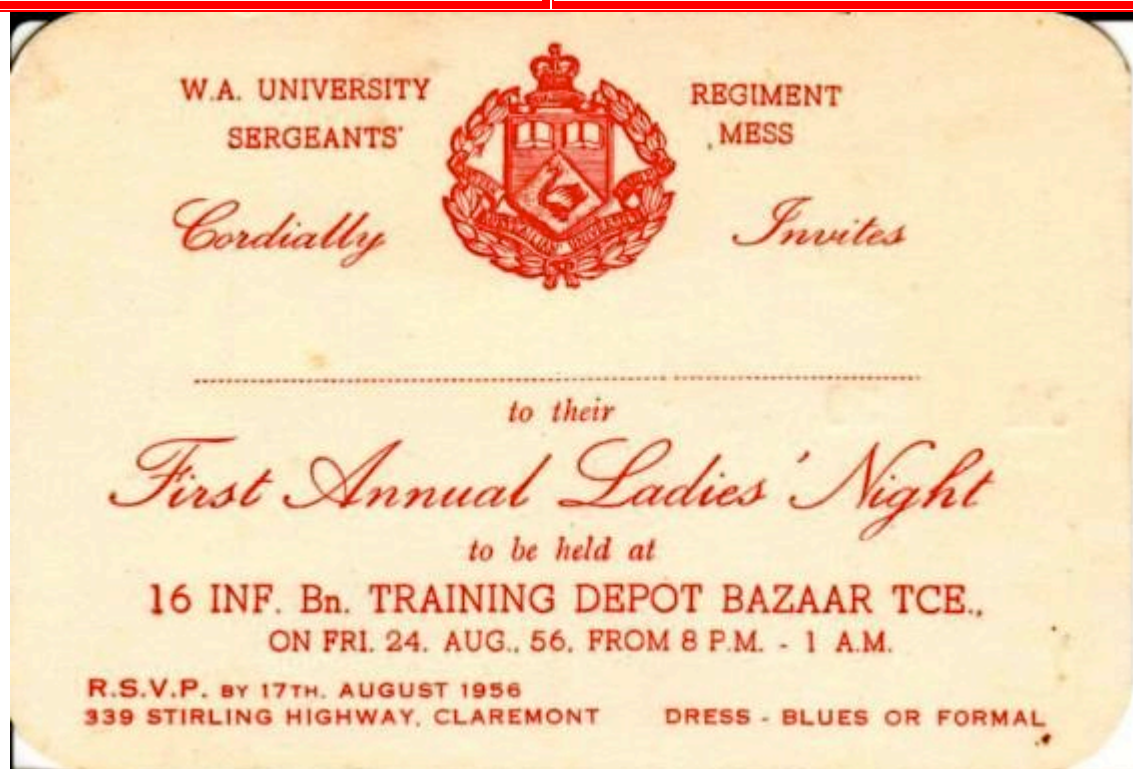 W.A. UNIVERSITY REGIMENT
SERGEANTS' MESS
Cordially Invites
AUSTRALIAN UNIVERSITY
to their
First Annual Ladies' Night
to be held at
16 INF. Bn. TRAINING DEPOT BAZAAR TCE.,
ON FRI. 24. AUG., 56, FROM 8 P.M. - 1 A.M.
R.S.V.P. BY 17TH. AUGUST 1956
339 STIRLING HIGHWAY, CLAREMONT DRESS - BLUES OR FORMAL